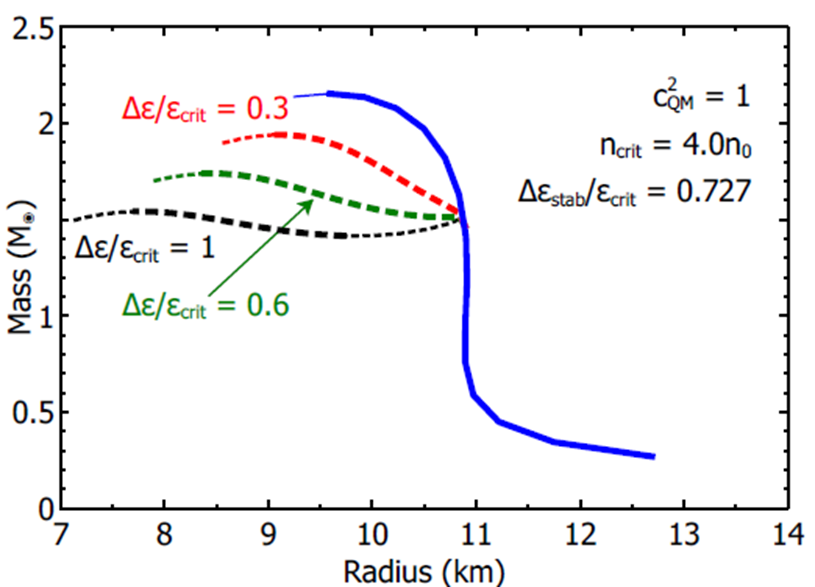 2.5
2
1
0.5
0
Mass (M⊙)
Δε/εcrit = 0.3
Δε/εcrit = 1
Δε/εcrit = 0.6
c²QM = 1
ncrit = 4.0n0
Δεstab/εcrit = 0.727
7 8 9 10 11 12 13 14
Radius (km)